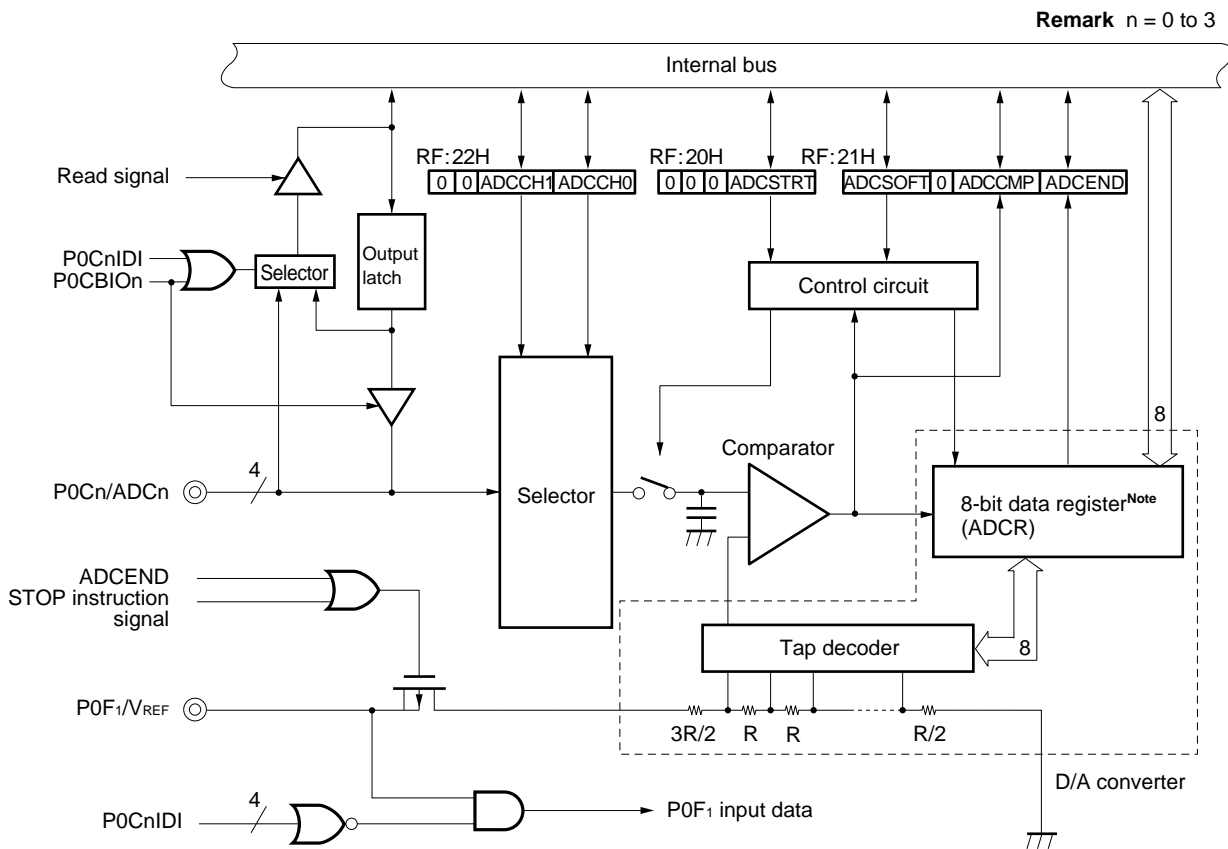 Remark n = 0 to 3
Internal bus
RF:22H
RF:20H
RF:21H
Read signal
0 0 ADCCH1 ADCCH0
0 0 0 ADCSTRT
ADCSOFT 0 ADCCMP ADCEND
P0CnIDI
P0CBIOn
Selector
Output
latch
Control circuit
8
Comparator
P0Cn/ADCn
4
Selector
8-bit data registerNote
(ADCR)
ADCEND
STOP instruction
signal
Tap decoder
8
P0F1/VREF
3R/2
R
R
R/2
D/A converter
P0CnIDI
4
P0F1 input data